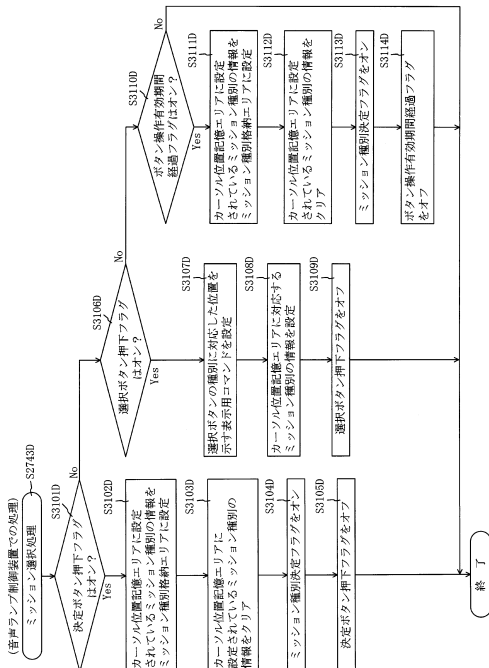 (音声ランプ制御装置での処理)
ミッション選択処理
S2743D
S3101D
決定ボタン押下フラグ
はオン?
Yes
No
S3102D
カーソル位置記憶エリアに設定
されているミッション種別の情報を
ミッション種別格納エリアに設定
S3103D
カーソル位置記憶エリアに
設定されているミッション種別の
情報をクリア
S3104D
ミッション種別決定フラグをオン
S3105D
決定ボタン押下フラグをオフ
S3106D
選択ボタン押下フラグ
はオン?
Yes
No
S3107D
選択ボタンの種別に対応した位置を
示す表示用コマンドを設定
S3108D
カーソル位置記憶エリアに対応する
ミッション種別の情報を設定
S3109D
選択ボタン押下フラグをオフ
S3110D
ボタン操作有効期間
経過フラグはオン?
Yes
No
S3111D
カーソル位置記憶エリアに設定
されているミッション種別の情報を
ミッション種別格納エリアに設定
S3112D
カーソル位置記憶エリアに設定
されているミッション種別の情報を
クリア
S3113D
ミッション種別決定フラグをオン
S3114D
ボタン操作有効期間経過フラグ
をオフ
終 了